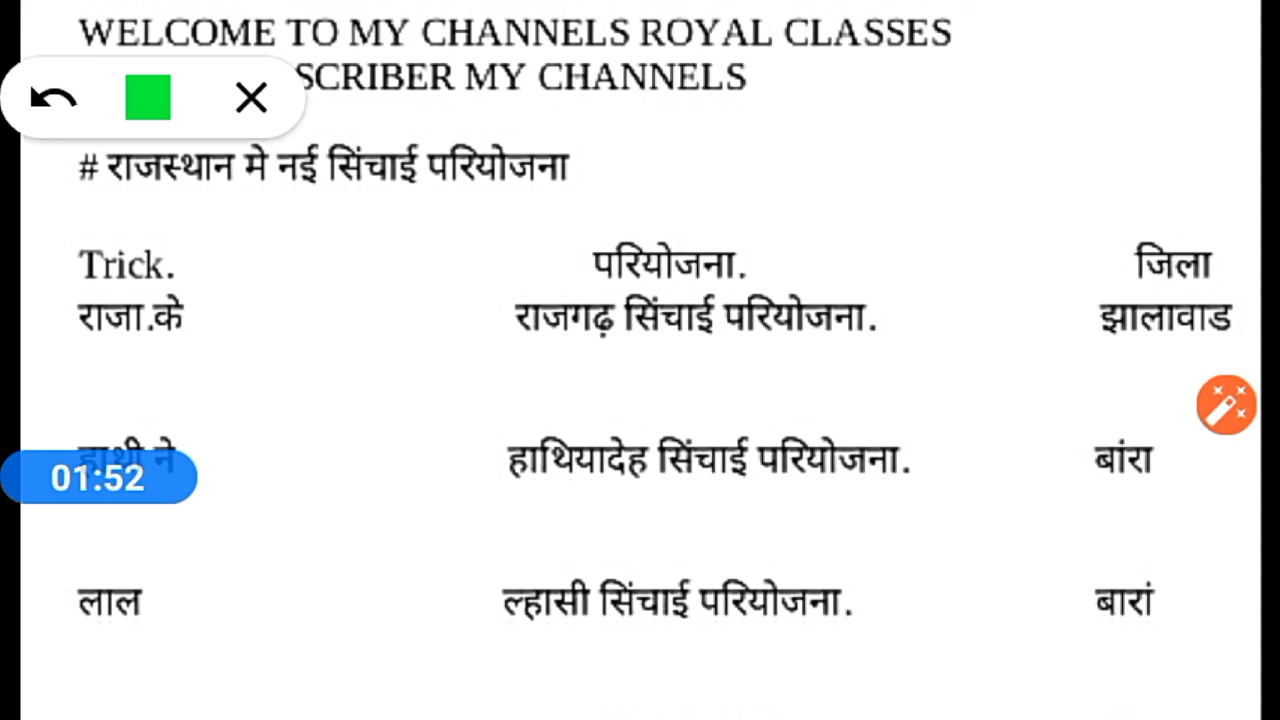 WELCOME TO MY CHANNELS ROYAL CLASSES
SCRIBER MY CHANNELS
# राजस्थान मे नई सिंचाई परियोजना
Trick. परियोजना. जिला
राजा.के राजगढ़ सिंचाई परियोजना. झालावाड
हाथी ने हाथियादेह सिंचाई परियोजना. बांरा
01:52
लाल ल्हासी सिंचाई परियोजना. बारां